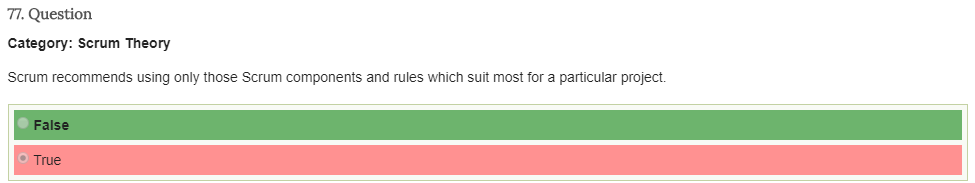 77. Question
Category: Scrum Theory
Scrum recommends using only those Scrum components and rules which suit most for a particular project.
False
True